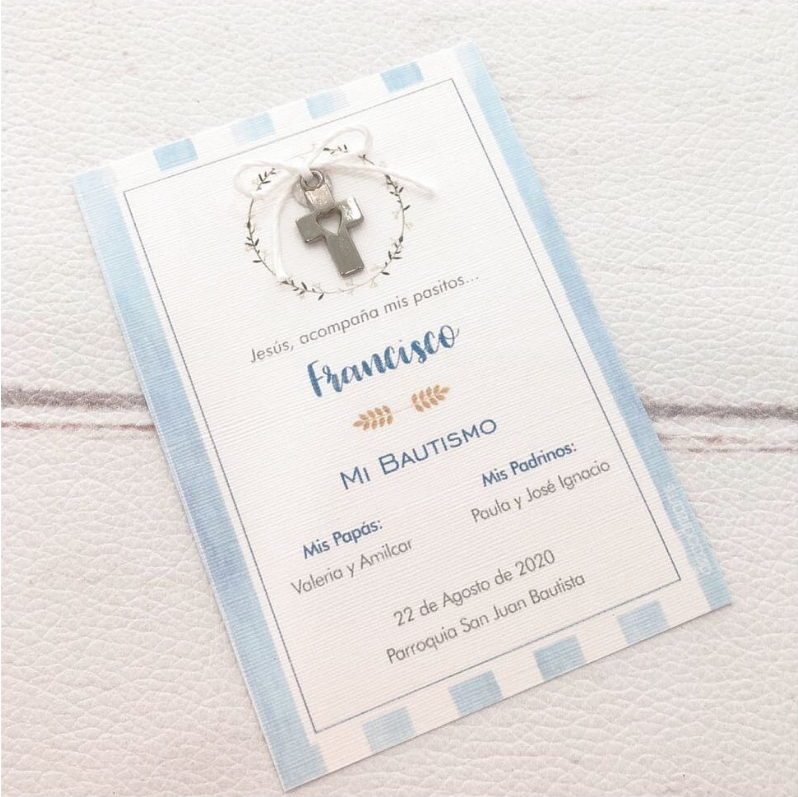 Jesús, acompaña mis pasitos...
Francisco
Mi Bautismo
Mis Papás:
Valeria y Amilcar
Mis Padrinos:
Paula y José Ignacio
22 de Agosto de 2020
Parroquia San Juan Bautista